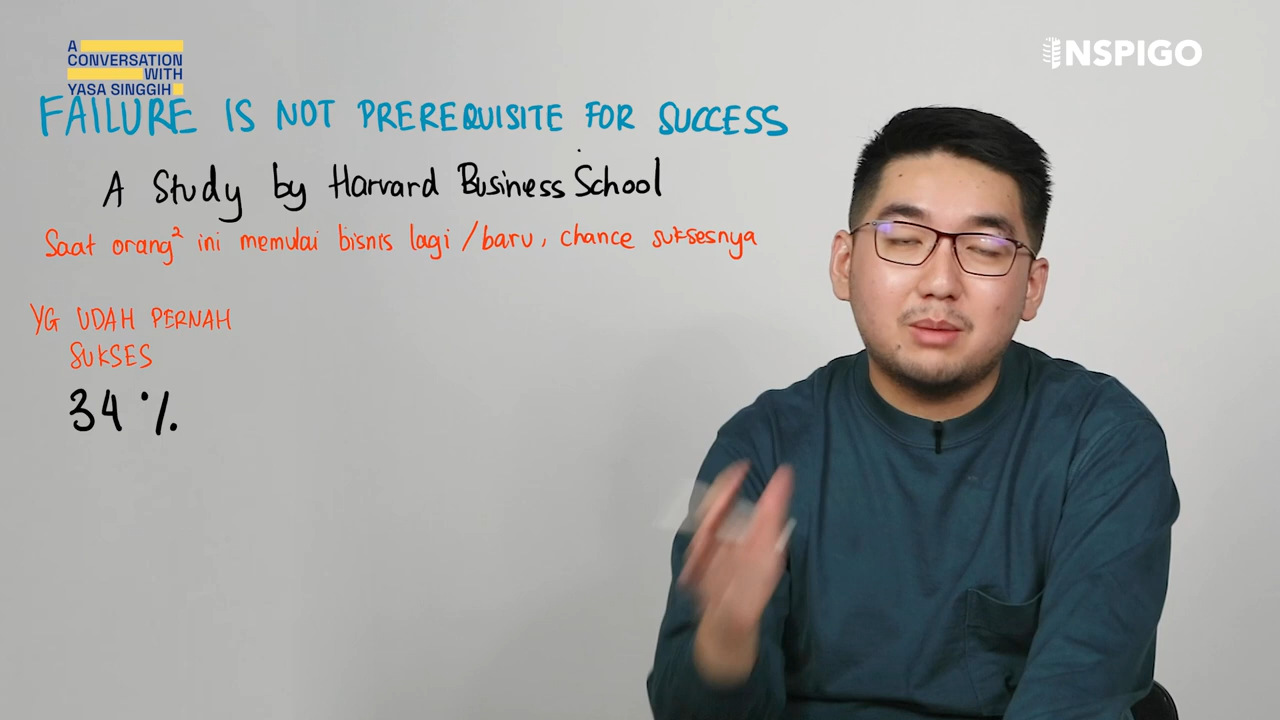 A
CONVERSATION
WITH
YASA SINGGIH
INSPIGO
FAILURE IS NOT PREREQUISITE FOR SUCCESS
A Study by Harvard Business School
Saat orang² ini memulai bisnis lagi / baru, chance suksesnya
YG UDAH PERNAH
SUKSES
34 %